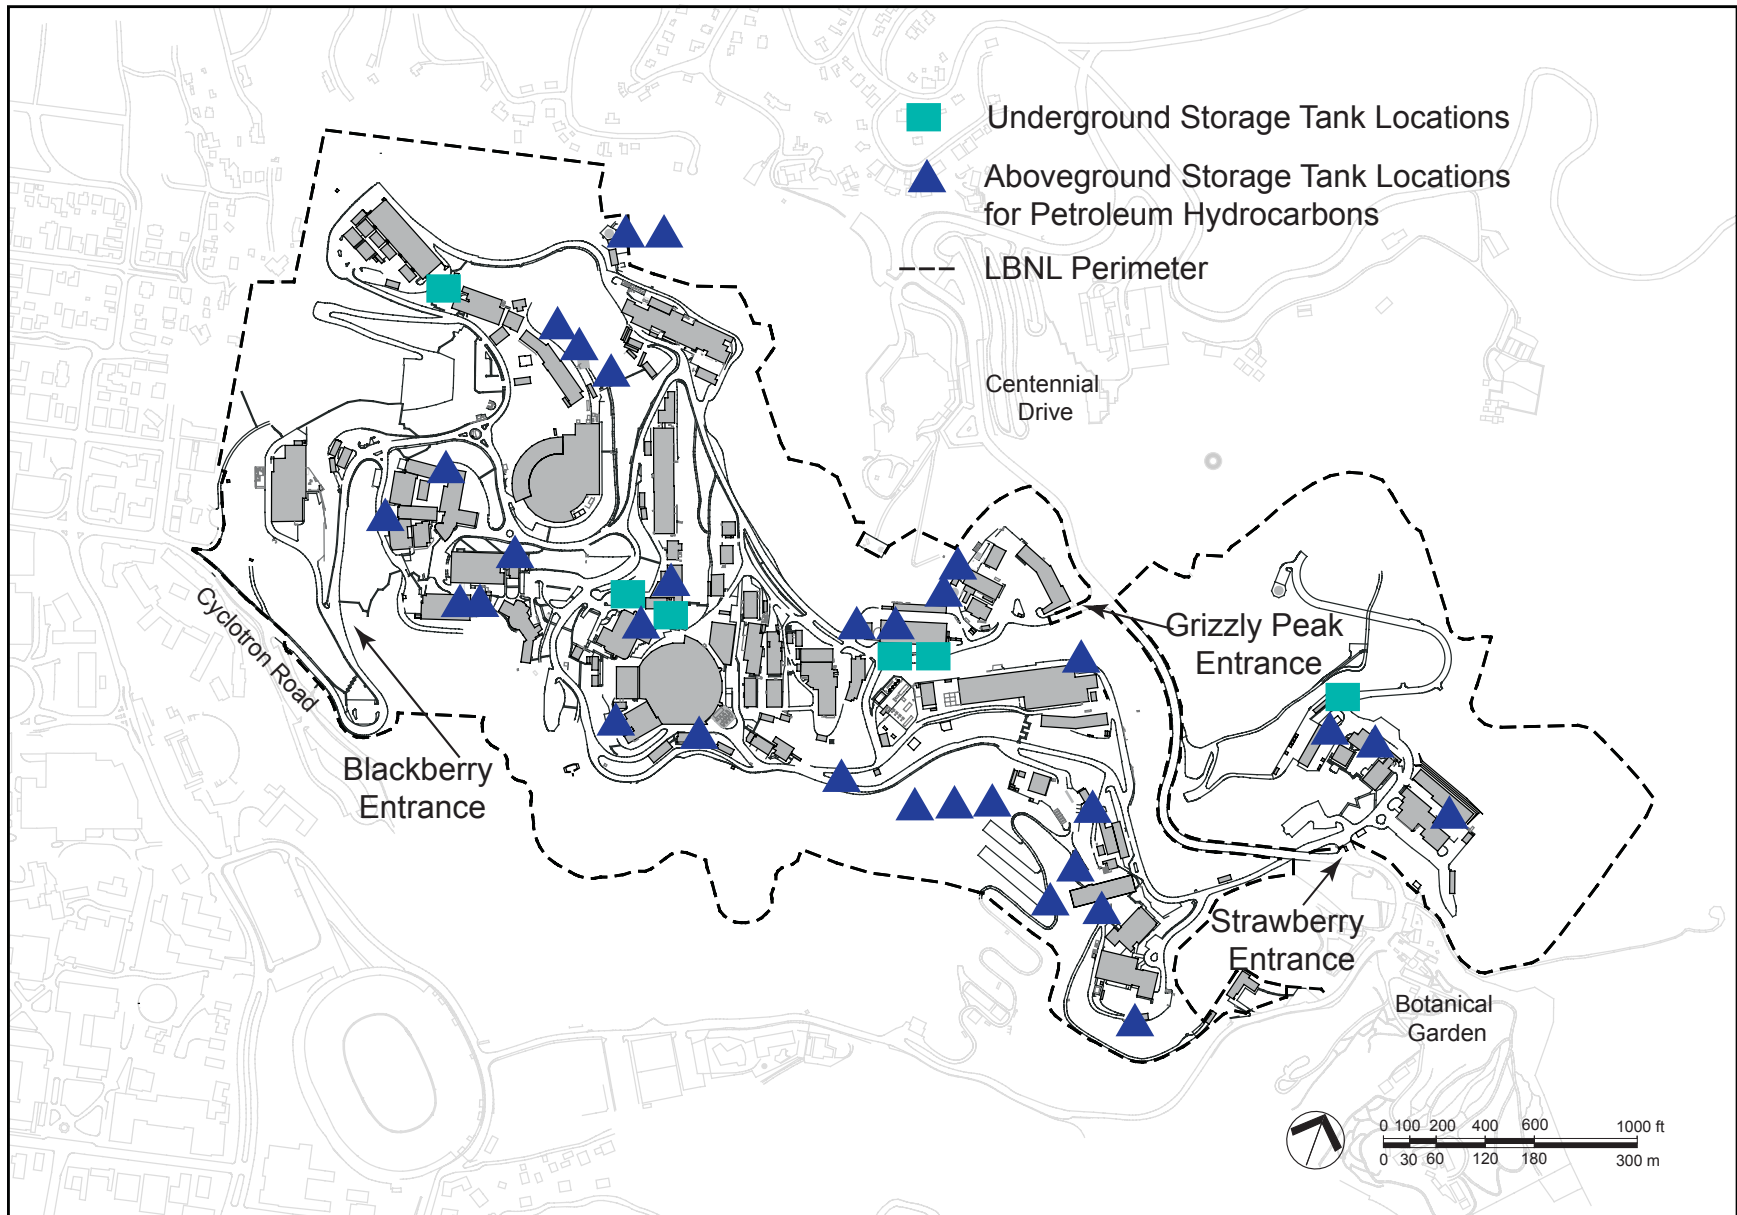 Underground Storage Tank Locations
Aboveground Storage Tank Locations
for Petroleum Hydrocarbons
LBNL Perimeter
Centennial
Drive
Cyclotron Road
Grizzly Peak
Entrance
Blackberry
Entrance
Strawberry
Entrance
Botanical
Garden
0 100 200 400 600 1000 ft
0 30 60 120 180 300 m